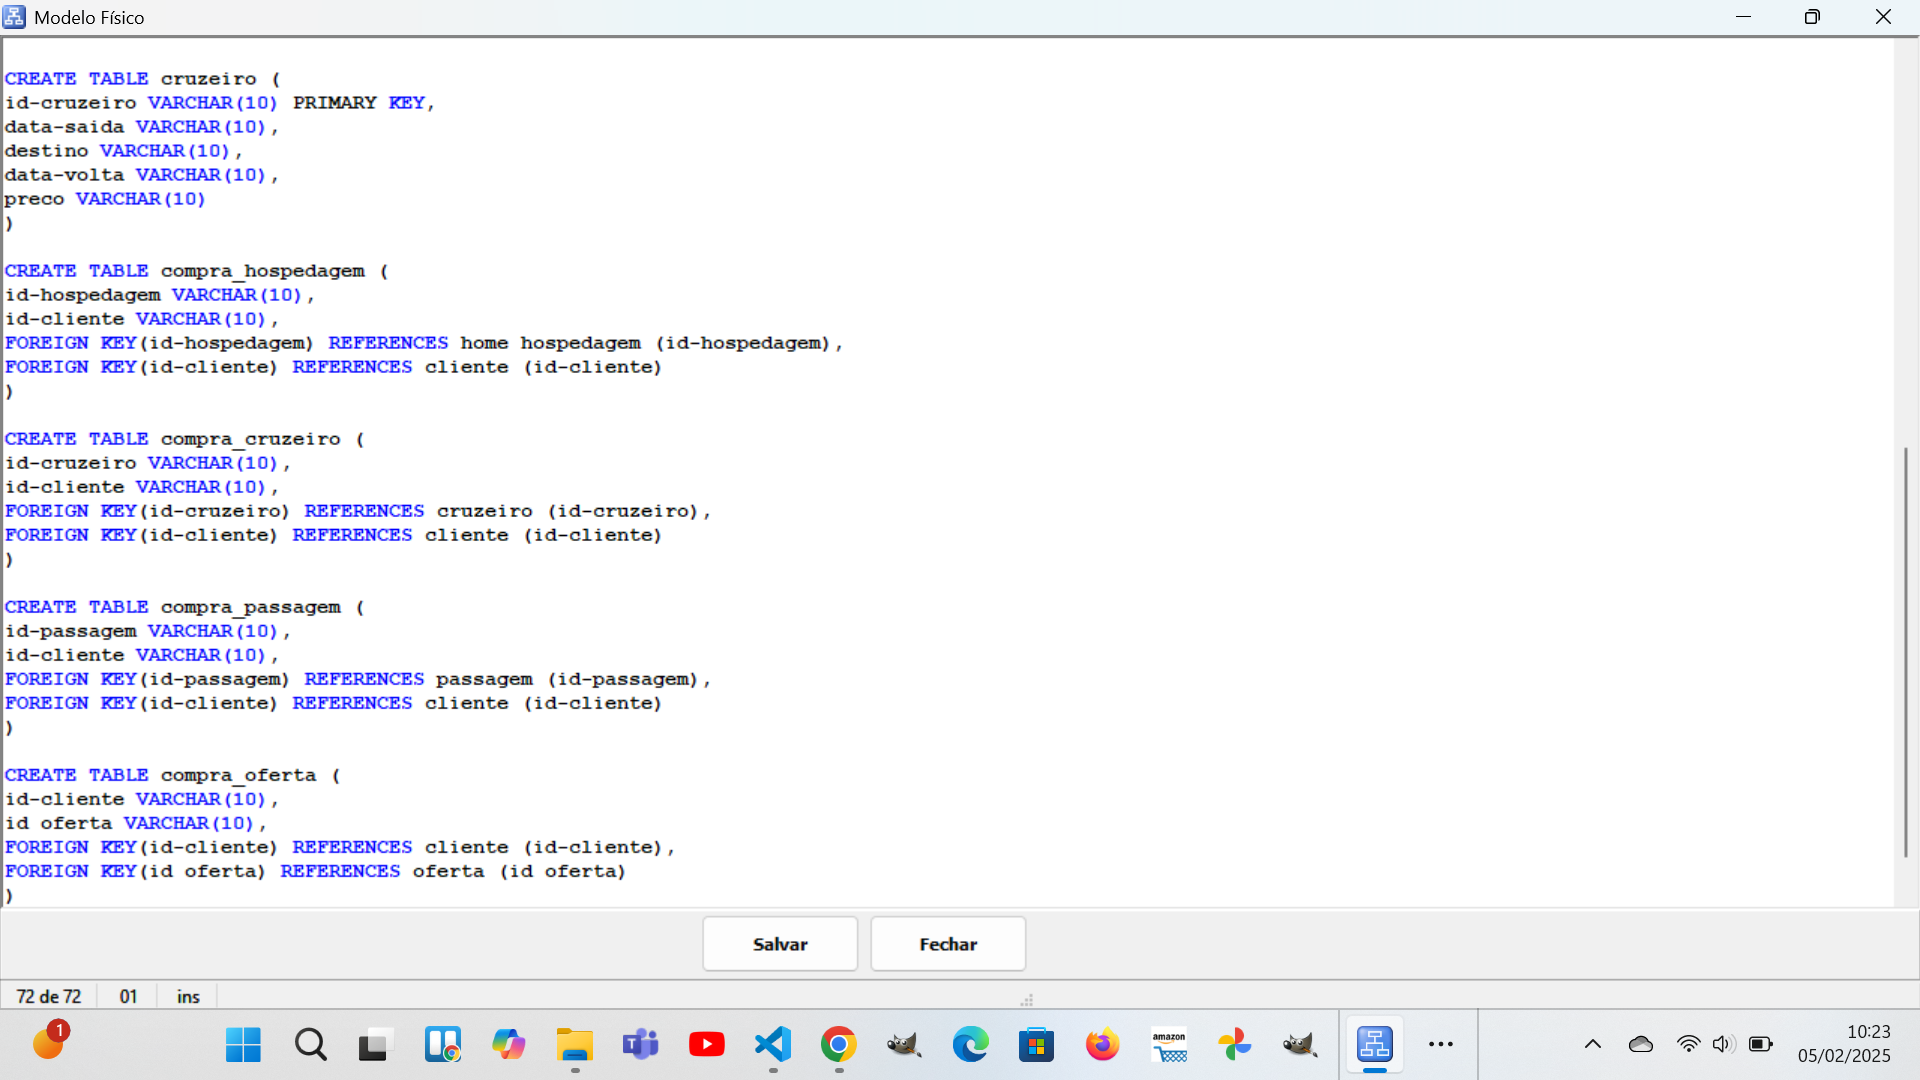 Modelo Físico
CREATE TABLE cruzeiro (
id-cruzeiro VARCHAR(10) PRIMARY KEY,
data-saida VARCHAR(10),
destino VARCHAR(10),
data-volta VARCHAR(10),
preco VARCHAR(10)
)
CREATE TABLE compra_hospedagem (
id-hospedagem VARCHAR(10),
id-cliente VARCHAR(10),
FOREIGN KEY(id-hospedagem) REFERENCES home hospedagem (id-hospedagem),
FOREIGN KEY(id-cliente) REFERENCES cliente (id-cliente)
)
CREATE TABLE compra_cruzeiro (
id-cruzeiro VARCHAR(10),
id-cliente VARCHAR(10),
FOREIGN KEY(id-cruzeiro) REFERENCES cruzeiro (id-cruzeiro),
FOREIGN KEY(id-cliente) REFERENCES cliente (id-cliente)
)
CREATE TABLE compra_passagem (
id-passagem VARCHAR(10),
id-cliente VARCHAR(10),
FOREIGN KEY(id-passagem) REFERENCES passagem (id-passagem),
FOREIGN KEY(id-cliente) REFERENCES cliente (id-cliente)
)
CREATE TABLE compra_oferta (
id-cliente VARCHAR(10),
id oferta VARCHAR(10),
FOREIGN KEY(id-cliente) REFERENCES cliente (id-cliente),
FOREIGN KEY(id oferta) REFERENCES oferta (id oferta)
)
Salvar Fechar
72 de 72 01 ins
1
amazon
10:23
05/02/2025